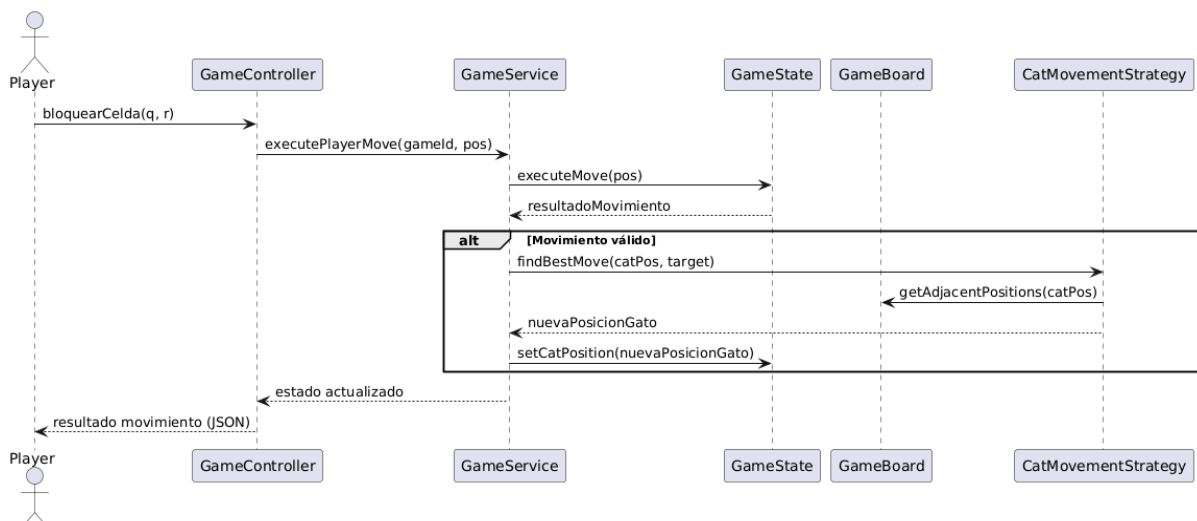 Player
GameController
GameService
GameState
GameBoard
CatMovementStrategy
bloquearCelda(q, r)
executePlayerMove(gameId, pos)
executeMove(pos)
resultadoMovimiento
alt
[Movimiento válido]
findBestMove(catPos, target)
getAdjacentPositions(catPos)
nuevaPosicionGato
setCatPosition(nuevaPosicionGato)
estado actualizado
resultado movimiento (JSON)
Player
GameController
GameService
GameState
GameBoard
CatMovementStrategy